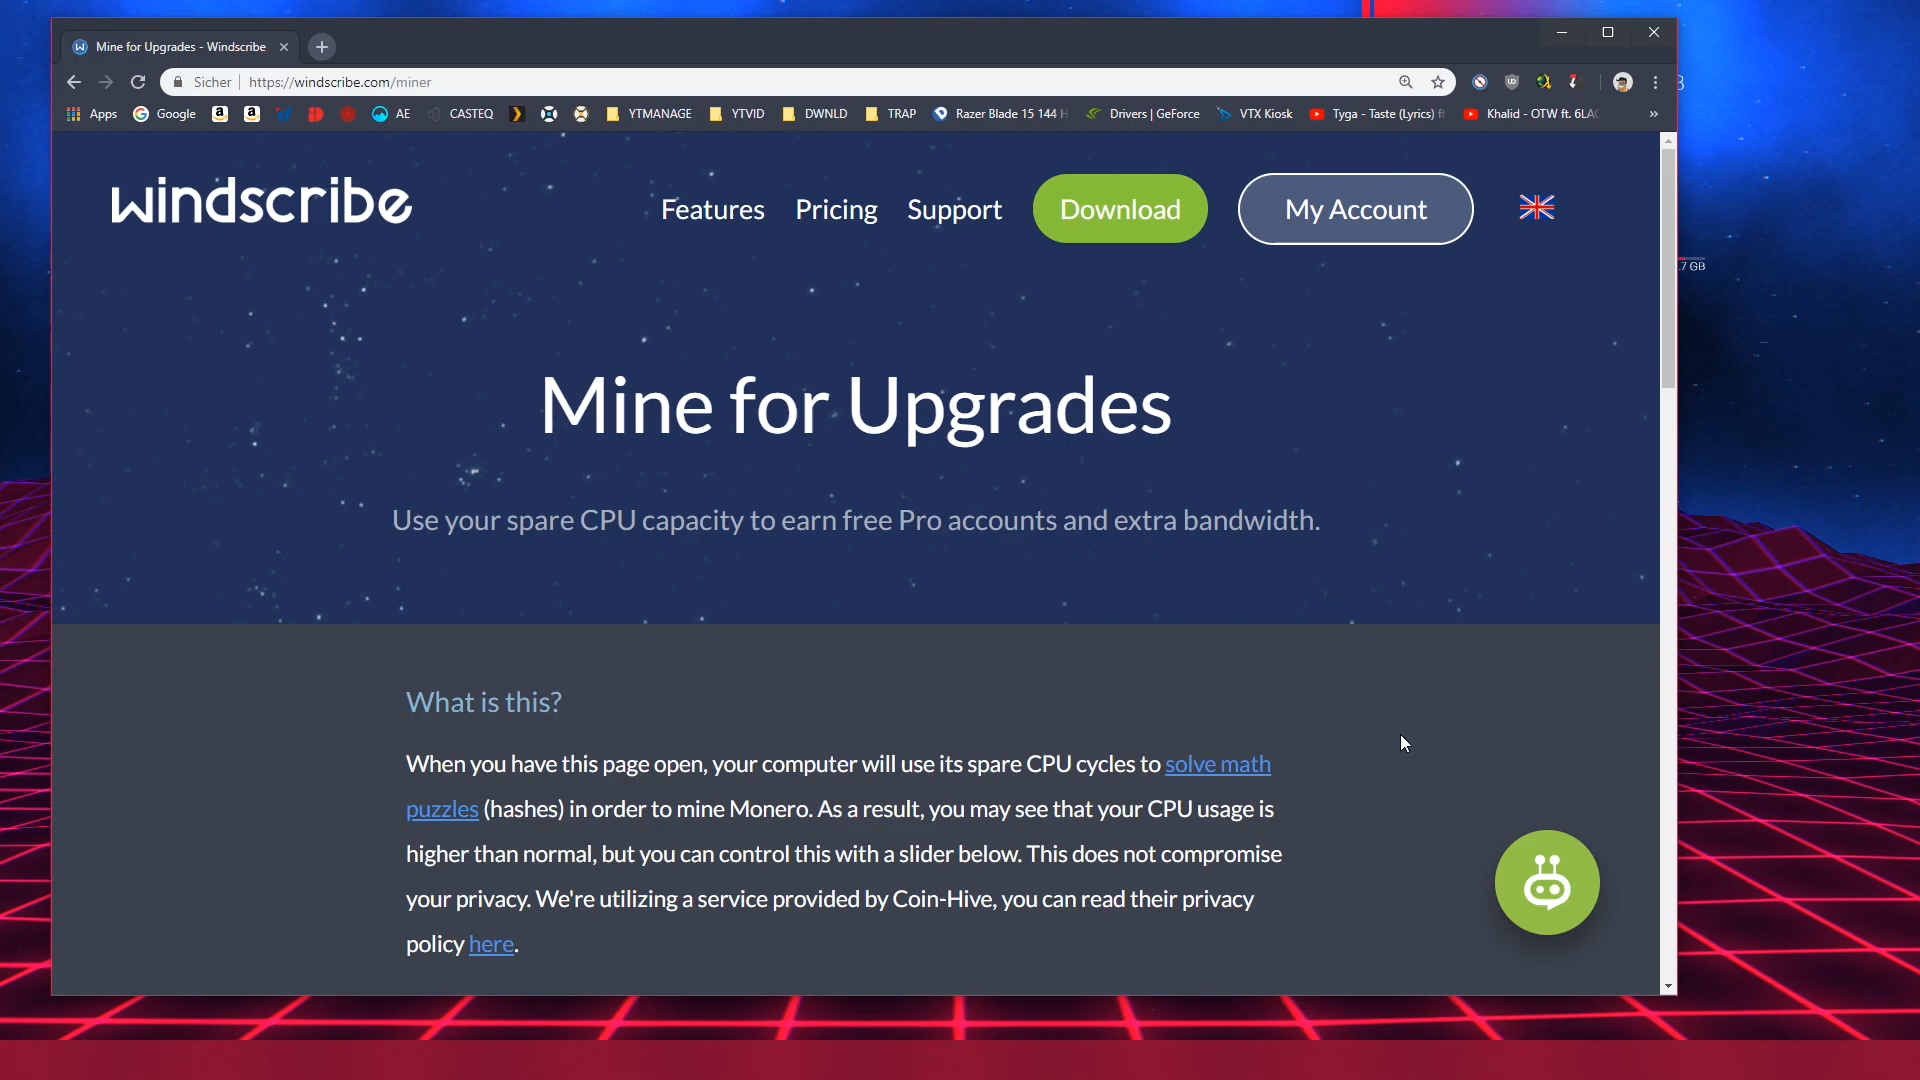 Mine for Upgrades - Windscribe
Sicher
https://windscribe.com/miner
Apps
Google
AE
CASTEQ
YTMANAGE
YTVID
DWNLD
TRAP
Razer Blade 15 144
Drivers | GeForce
VTX Kiosk
Tyga - Taste (Lyrics)
Khalid - OTW ft. 6LA
»
windscribe
Features
Pricing
Support
Download
My Account
.7 GB
Mine for Upgrades
Use your spare CPU capacity to earn free Pro accounts and extra bandwidth.
What is this?
When you have this page open, your computer will use its spare CPU cycles to solve math
puzzles (hashes) in order to mine Monero. As a result, you may see that your CPU usage is
higher than normal, but you can control this with a slider below. This does not compromise
your privacy. We're utilizing a service provided by Coin-Hive, you can read their privacy
policy here.